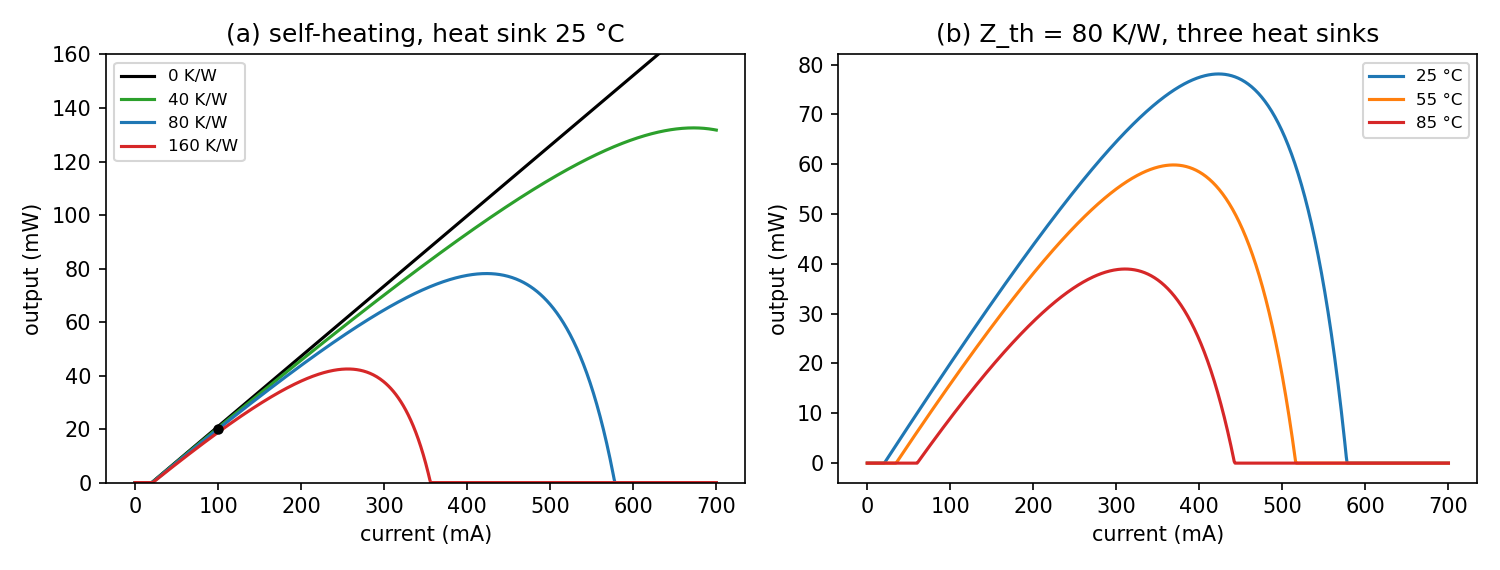 (a) self-heating, heat sink 25 °C
160
140
120
100
80
60
40
20
0
output (mW)
0 K/W
40 K/W
80 K/W
160 K/W
0 100 200 300 400 500 600 700
current (mA)
(b) Z_th = 80 K/W, three heat sinks
80
70
60
50
40
30
20
10
0
output (mW)
25 °C
55 °C
85 °C
0 100 200 300 400 500 600 700
current (mA)